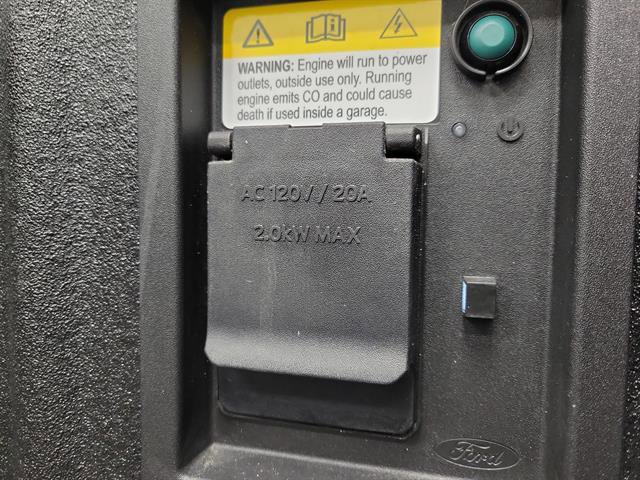 WARNING: Engine will run to power
outlets, outside use only. Running
engine emits CO and could cause
death if used inside a garage.
AC 120V / 20A
2.0kW MAX
Ford